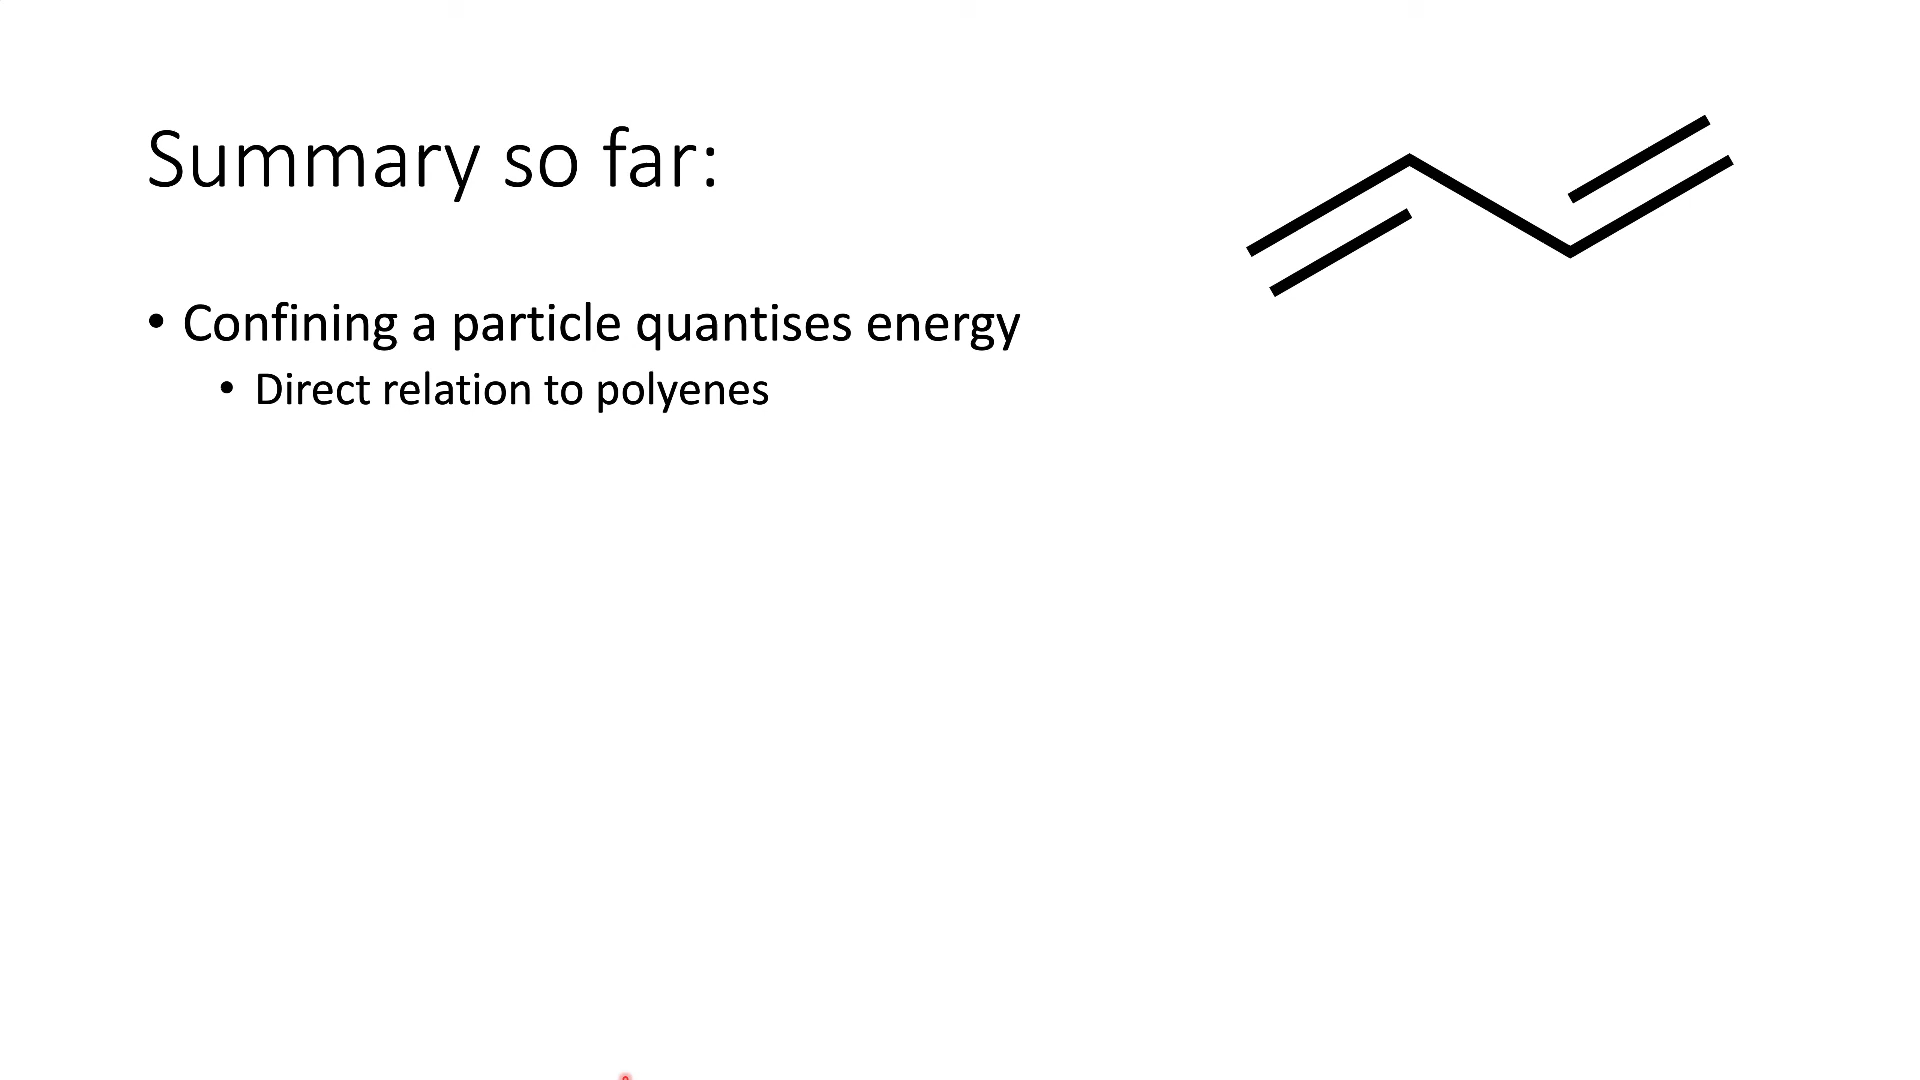 Summary so far:
• Confining a particle quantises energy
• Direct relation to polyenes